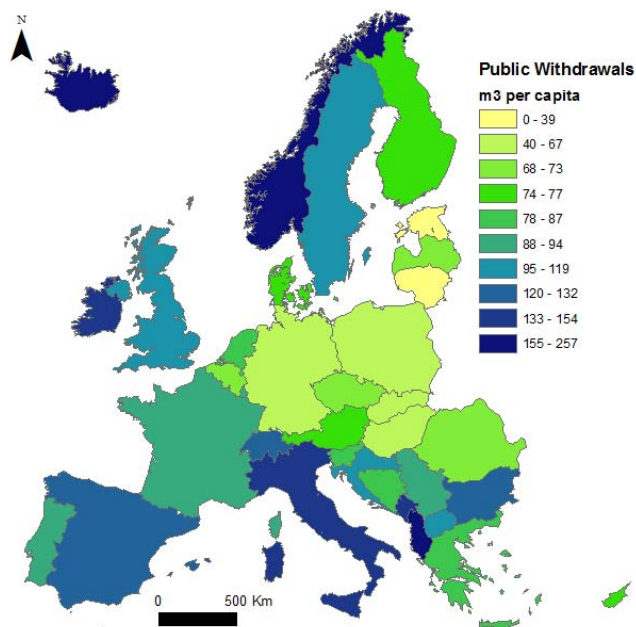 N
Public Withdrawals
m3 per capita
0 - 39
40 - 67
68 - 73
74 - 77
78 - 87
88 - 94
95 - 119
120 - 132
133 - 154
155 - 257
0 500 Km